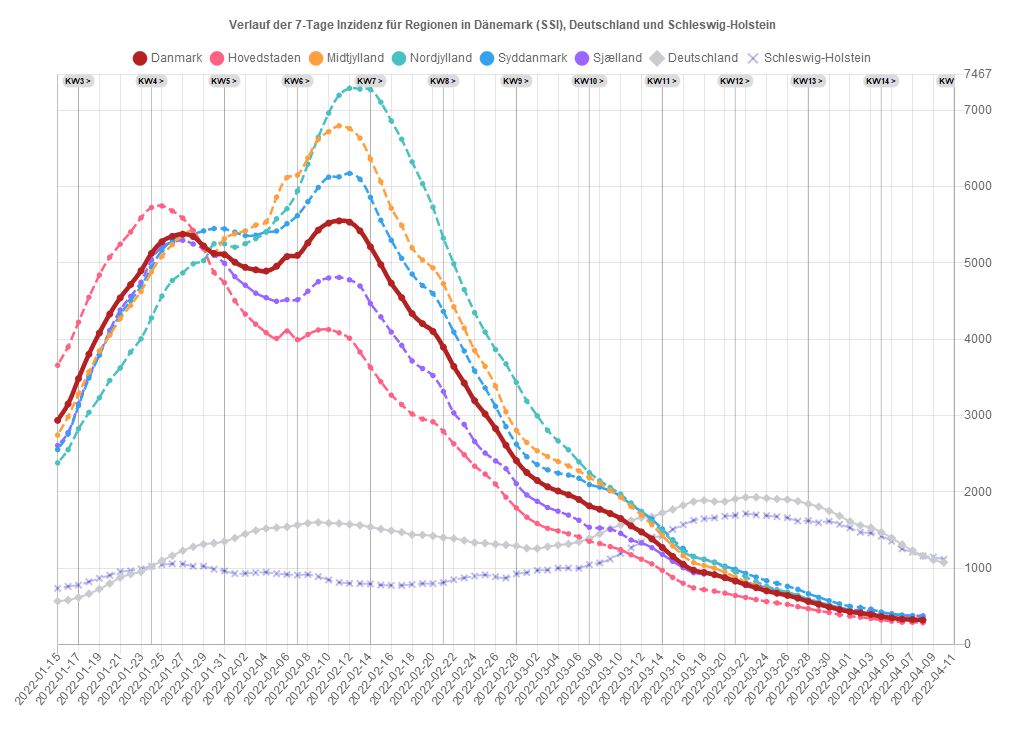 Verlauf der 7-Tage Inzidenz für Regionen in Dänemark (SSI), Deutschland und Schleswig-Holstein
Danmark Hovedstaden Midtjylland Nordjylland Syddanmark Sjælland Deutschland Schleswig-Holstein
KW3 > KW4 > KW5 > KW6 > KW7 > KW8 > KW9 > KW10 > KW11 > KW12 > KW13 > KW14 > KW
7467
7000
6000
5000
4000
3000
2000
1000
0
2022-01-15 2022-01-17 2022-01-19 2022-01-21 2022-01-23 2022-01-25 2022-01-27 2022-01-29 2022-01-31 2022-02-02 2022-02-04 2022-02-06 2022-02-08 2022-02-10 2022-02-12 2022-02-14 2022-02-16 2022-02-18 2022-02-20 2022-02-22 2022-02-24 2022-02-26 2022-02-28 2022-03-02 2022-03-04 2022-03-06 2022-03-08 2022-03-10 2022-03-12 2022-03-14 2022-03-16 2022-03-18 2022-03-20 2022-03-22 2022-03-24 2022-03-26 2022-03-28 2022-03-30 2022-04-01 2022-04-03 2022-04-05 2022-04-07 2022-04-09 2022-04-11